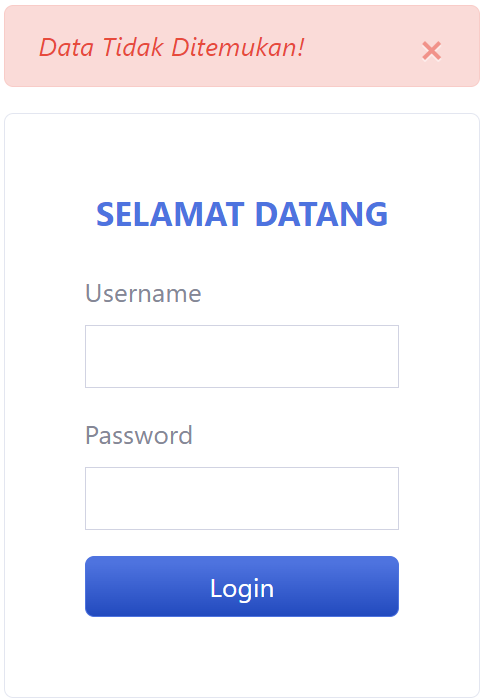 Data Tidak Ditemukan!
×
SELAMAT DATANG
Username
Password
Login